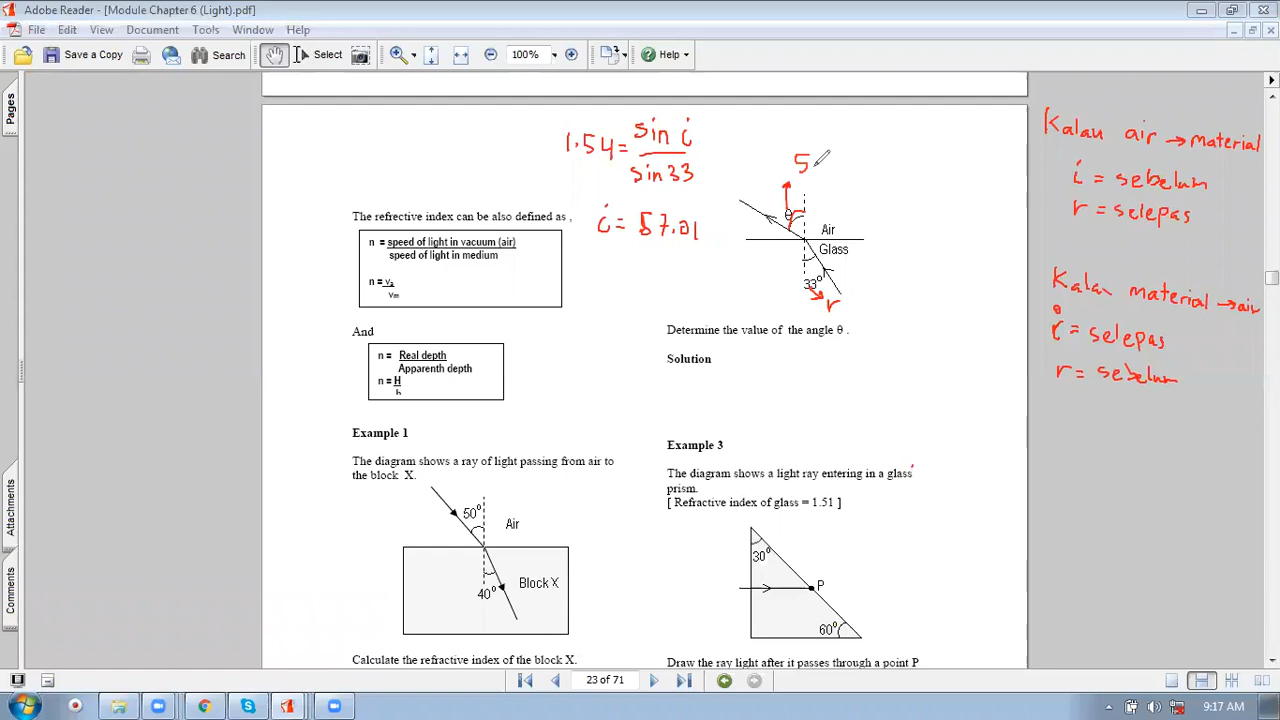 Adobe Reader - [Module Chapter 6 (Light).pdf]
File Edit View Document Tools Window Help
Save a Copy Search Select 100% Help
Pages
Attachments
Comments
1.54 = sin i
sin 33
i = 57.01
The refrective index can be also defined as ,
n = speed of light in vacuum (air)
speed of light in medium
n = va
vm
And
n = Real depth
Apparenth depth
n = H
h
Example 1
The diagram shows a ray of light passing from air to
the block X.
50°
Air
Block X
40°
Calculate the refractive index of the block X.
5
θ
Air
Glass
33°
r
Determine the value of the angle θ .
Solution
Example 3
The diagram shows a light ray entering in a glass
prism.
[ Refractive index of glass = 1.51 ]
30°
P
60°
Draw the ray light after it passes through a point P
Kalau air → material
i = sebelum
r = selepas
Kalau material → air
i = selepas
r = sebelum
23 of 71
9:17 AM